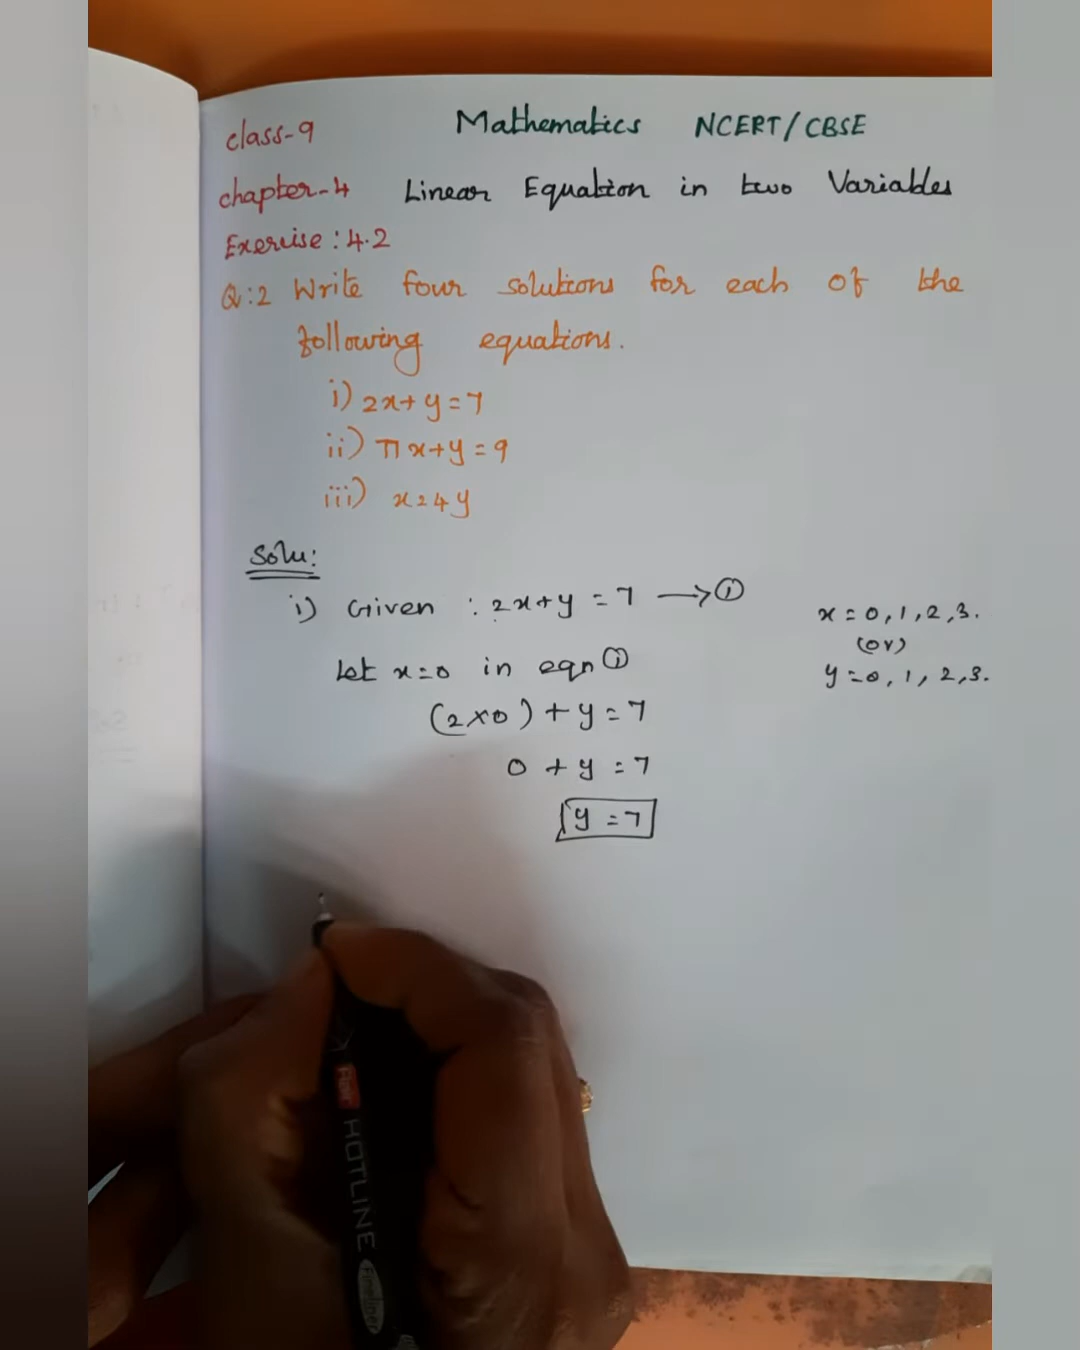 class-9 Mathematics NCERT/CBSE
chapter-4 Linear Equation in two Variables
Exercise : 4.2
Q:2 Write four solutions for each of the
following equations.
i) 2x+y=7
ii) πx+y=9
iii) x=4y
Solu:
i) Given : 2x+y=7 →①
x=0,1,2,3.
(or)
y=0,1,2,3.
Let x=0 in eqn ①
(2×0)+y=7
0+y=7
y=7
HOTLINE
Fineliner